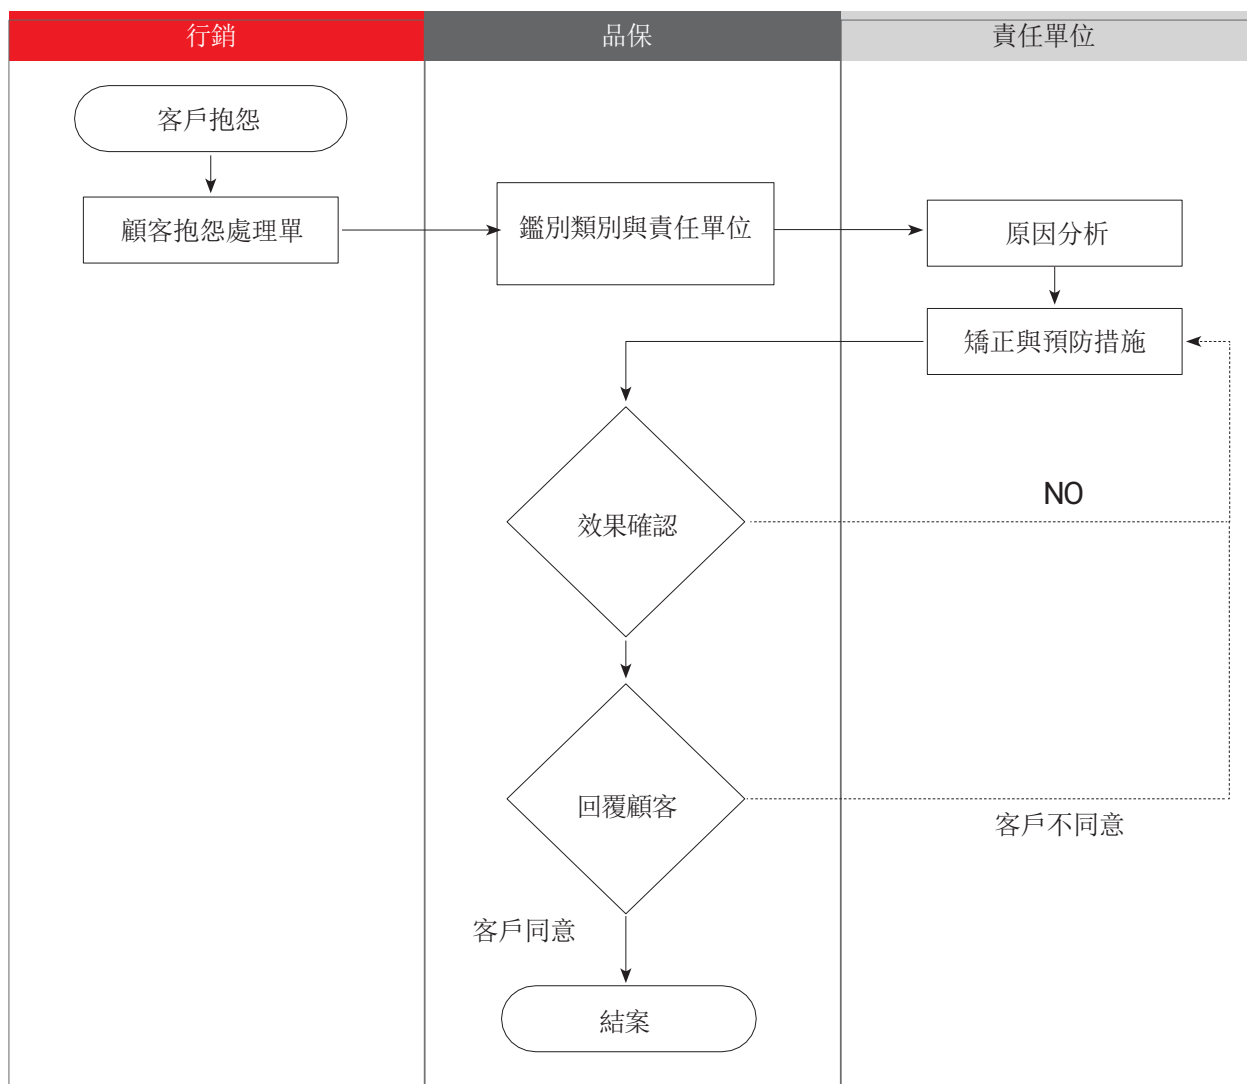 行銷
品保
責任單位
客戶抱怨
顧客抱怨處理單
鑑別類別與責任單位
原因分析
矯正與預防措施
效果確認
NO
回覆顧客
客戶不同意
客戶同意
結案